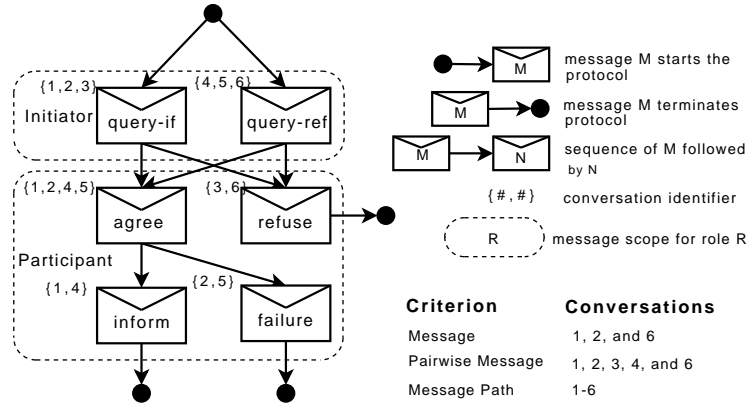 {1,2,3}
{4,5,6}
Initiator
query-if
query-ref
{1,2,4,5}
{3,6}
agree
refuse
Participant
{1,4}
{2,5}
inform
failure
M
message M starts the
protocol
M
message M terminates
protocol
M
N
sequence of M followed
by N
{#,#}
conversation identifier
R
message scope for role R
Criterion Conversations
Message 1, 2, and 6
Pairwise Message 1, 2, 3, 4, and 6
Message Path 1-6